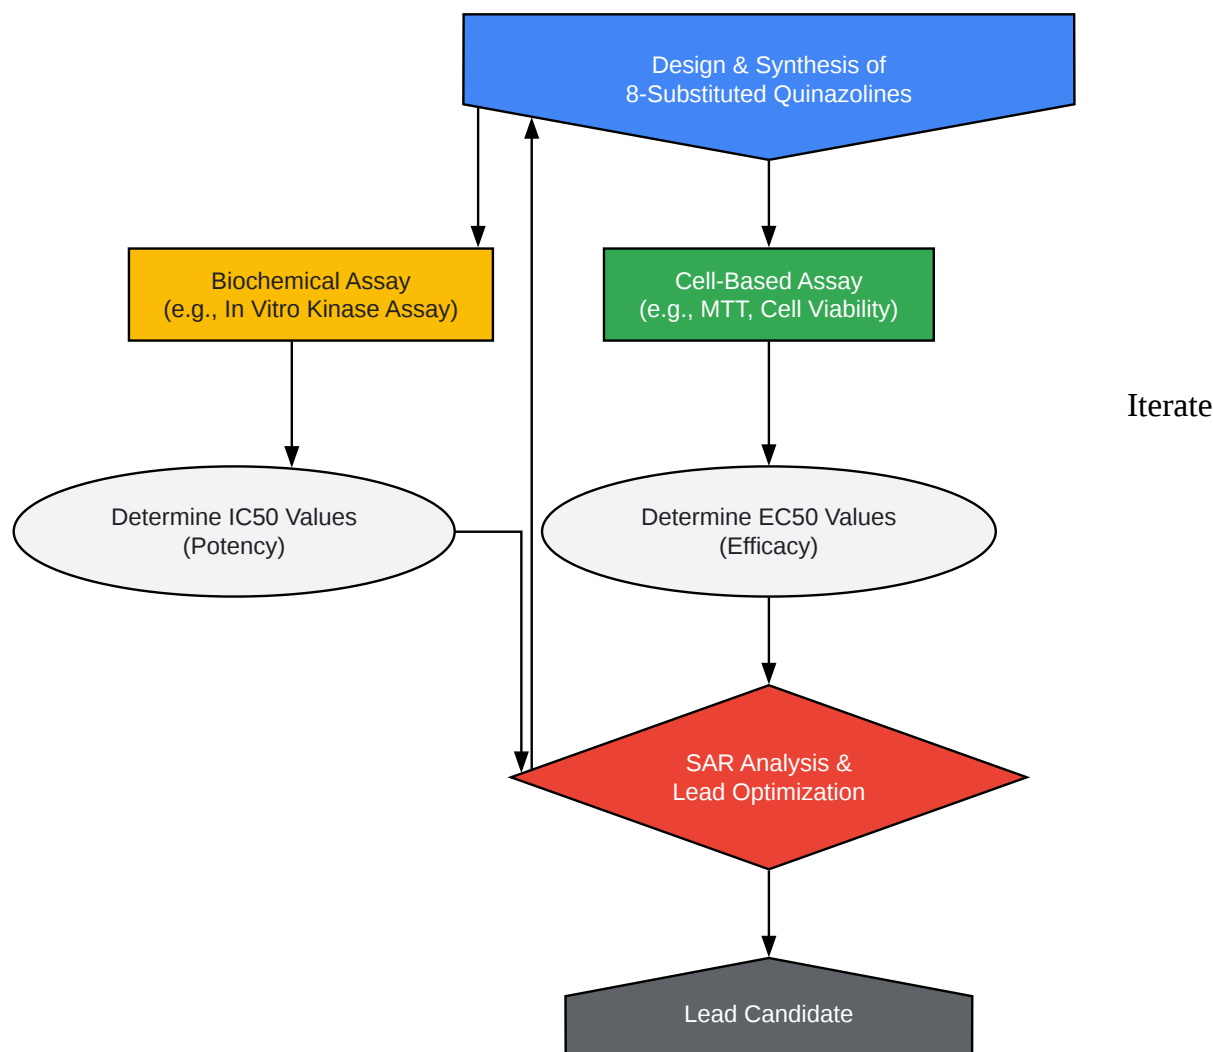 Design & Synthesis of
8-Substituted Quinazolines
Biochemical Assay
(e.g., In Vitro Kinase Assay)
Cell-Based Assay
(e.g., MTT, Cell Viability)
Iterate
Determine IC50 Values
(Potency)
Determine EC50 Values
(Efficacy)
SAR Analysis &
Lead Optimization
Lead Candidate